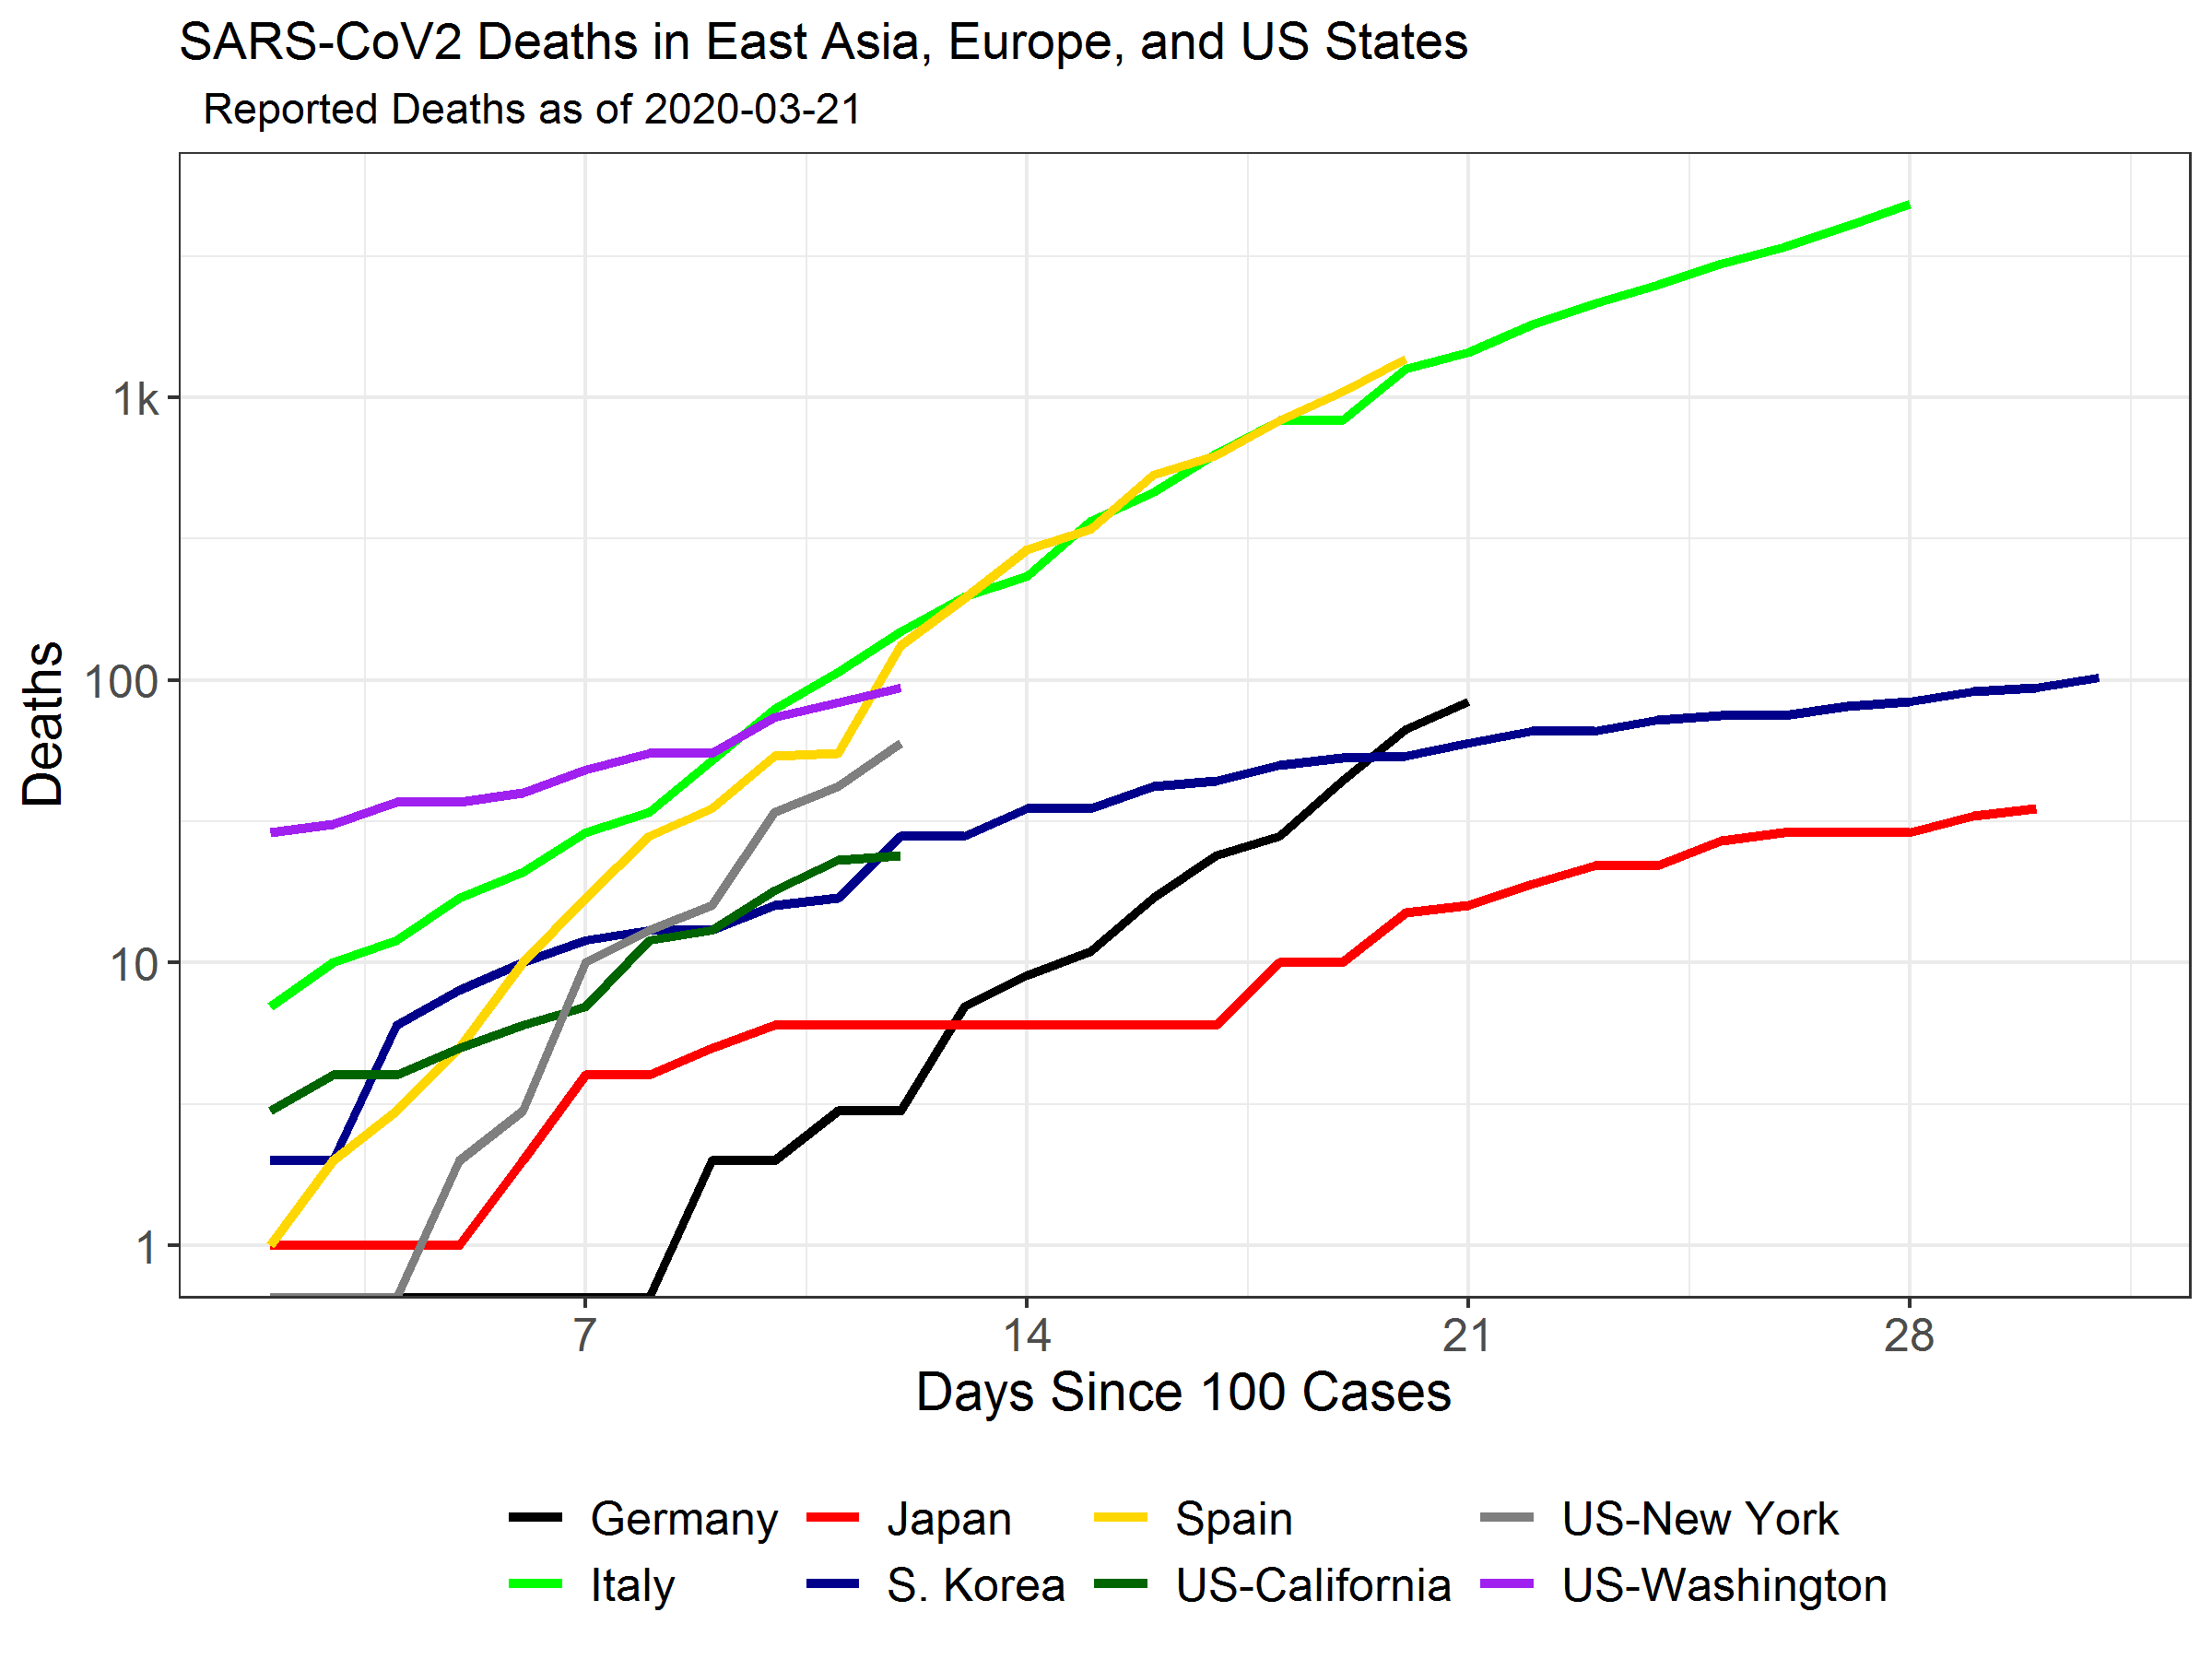 SARS-CoV2 Deaths in East Asia, Europe, and US States
Reported Deaths as of 2020-03-21
Deaths
1k
100
10
1
7 14 21 28
Days Since 100 Cases
Germany Japan Spain US-New York
Italy S. Korea US-California US-Washington